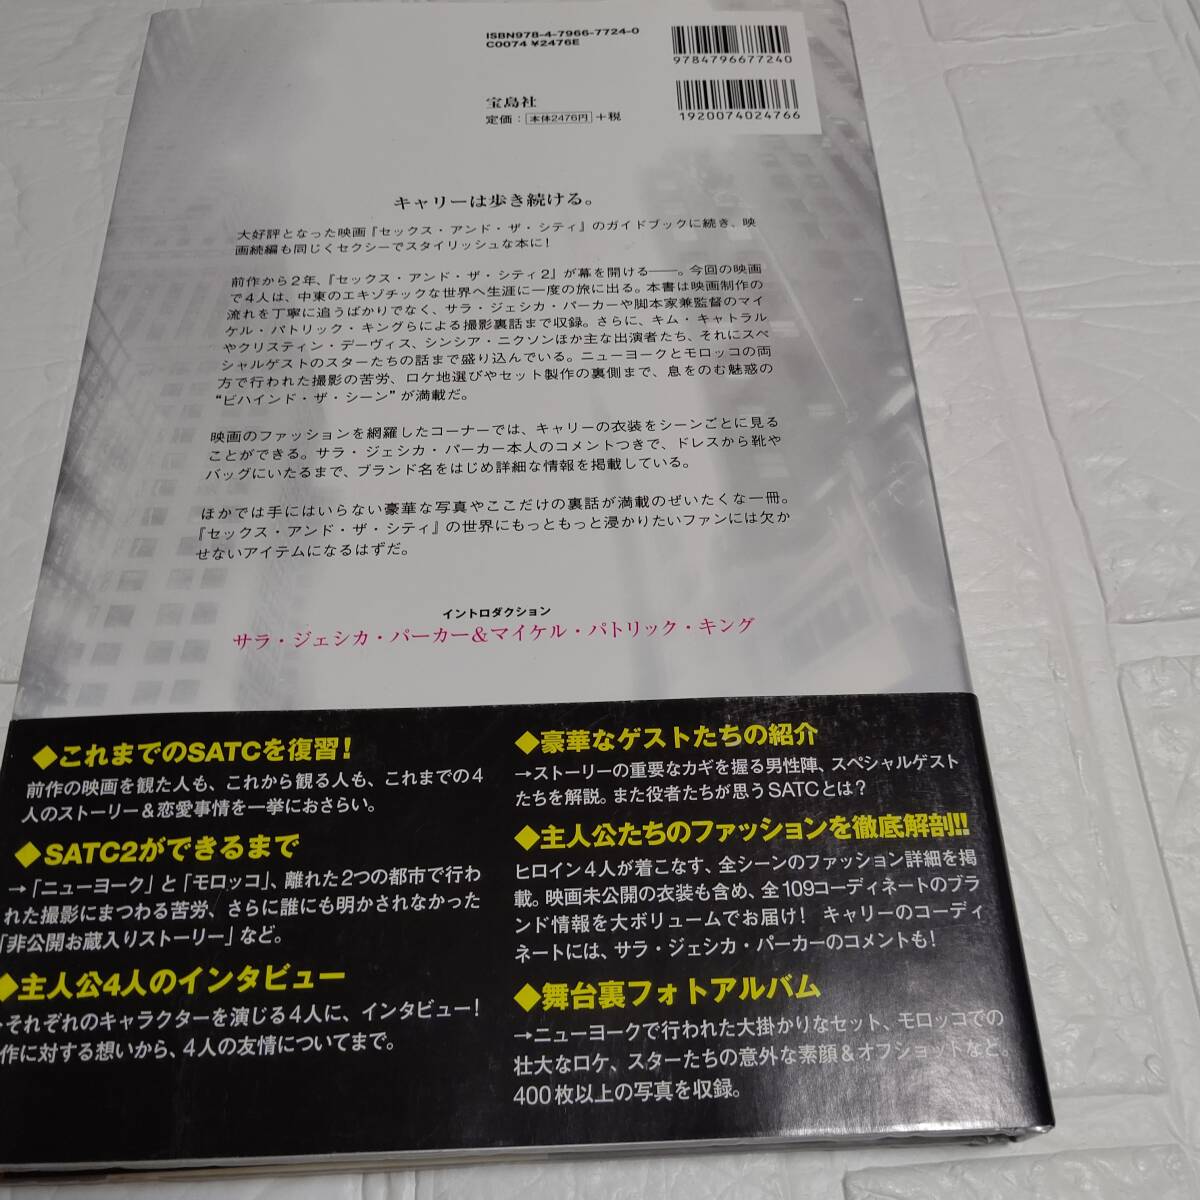 ISBN978-4-7966-7724-0
C0074 ¥2476E
9784796677240
宝島社
定価：本体2476円＋税
1920074024766
キャリーは歩き続ける。
大好評となった映画『セックス・アンド・ザ・シティ』のガイドブックに続き、映
画続編も同じくセクシーでスタイリッシュな本に！
前作から2年、『セックス・アンド・ザ・シティ2』が幕を開ける――。今回の映画
で4人は、中東のエキゾチックな世界へ生涯に一度の旅に出る。本書は映画制作の
流れを丁寧に追うばかりでなく、サラ・ジェシカ・パーカーや脚本家兼監督のマイ
ケル・パトリック・キングらによる撮影裏話まで収録。さらに、キム・キャトラル
やクリスティン・デーヴィス、シンシア・ニクソンほか主な出演者たち、それにスペ
シャルゲストのスターたちの話まで盛り込んでいる。ニューヨークとモロッコの両
方で行われた撮影の苦労、ロケ地選びやセット製作の裏側まで、息をのむ魅惑の
“ビハインド・ザ・シーン”が満載だ。
映画のファッションを網羅したコーナーでは、キャリーの衣装をシーンごとに見る
ことができる。サラ・ジェシカ・パーカー本人のコメントつきで、ドレスから靴や
バッグにいたるまで、ブランド名をはじめ詳細な情報を掲載している。
ほかでは手にはいらない豪華な写真やここだけの裏話が満載のぜいたくな一冊。
『セックス・アンド・ザ・シティ』の世界にもっともっと浸かりたいファンには欠か
せないアイテムになるはずだ。
イントロダクション
サラ・ジェシカ・パーカー＆マイケル・パトリック・キング
◆これまでのSATCを復習！
前作の映画を観た人も、これから観る人も、これまでの4
人のストーリー＆恋愛事情を一挙におさらい。
◆SATC2ができるまで
→「ニューヨーク」と「モロッコ」、離れた2つの都市で行わ
れた撮影にまつわる苦労、さらに誰にも明かされなかった
「非公開お蔵入りストーリー」など。
◆主人公4人のインタビュー
→それぞれのキャラクターを演じる4人に、インタビュー！
作に対する想いから、4人の友情についてまで。
◆豪華なゲストたちの紹介
→ストーリーの重要なカギを握る男性陣、スペシャルゲスト
たちを解説。また役者たちが思うSATCとは？
◆主人公たちのファッションを徹底解剖!!
ヒロイン4人が着こなす、全シーンのファッション詳細を掲
載。映画未公開の衣装も含め、全109コーディネートのブラ
ンド情報を大ボリュームでお届け！ キャリーのコーディ
ネートには、サラ・ジェシカ・パーカーのコメントも！
◆舞台裏フォトアルバム
→ニューヨークで行われた大掛かりなセット、モロッコでの
壮大なロケ、スターたちの意外な素顔＆オフショットなど。
400枚以上の写真を収録。